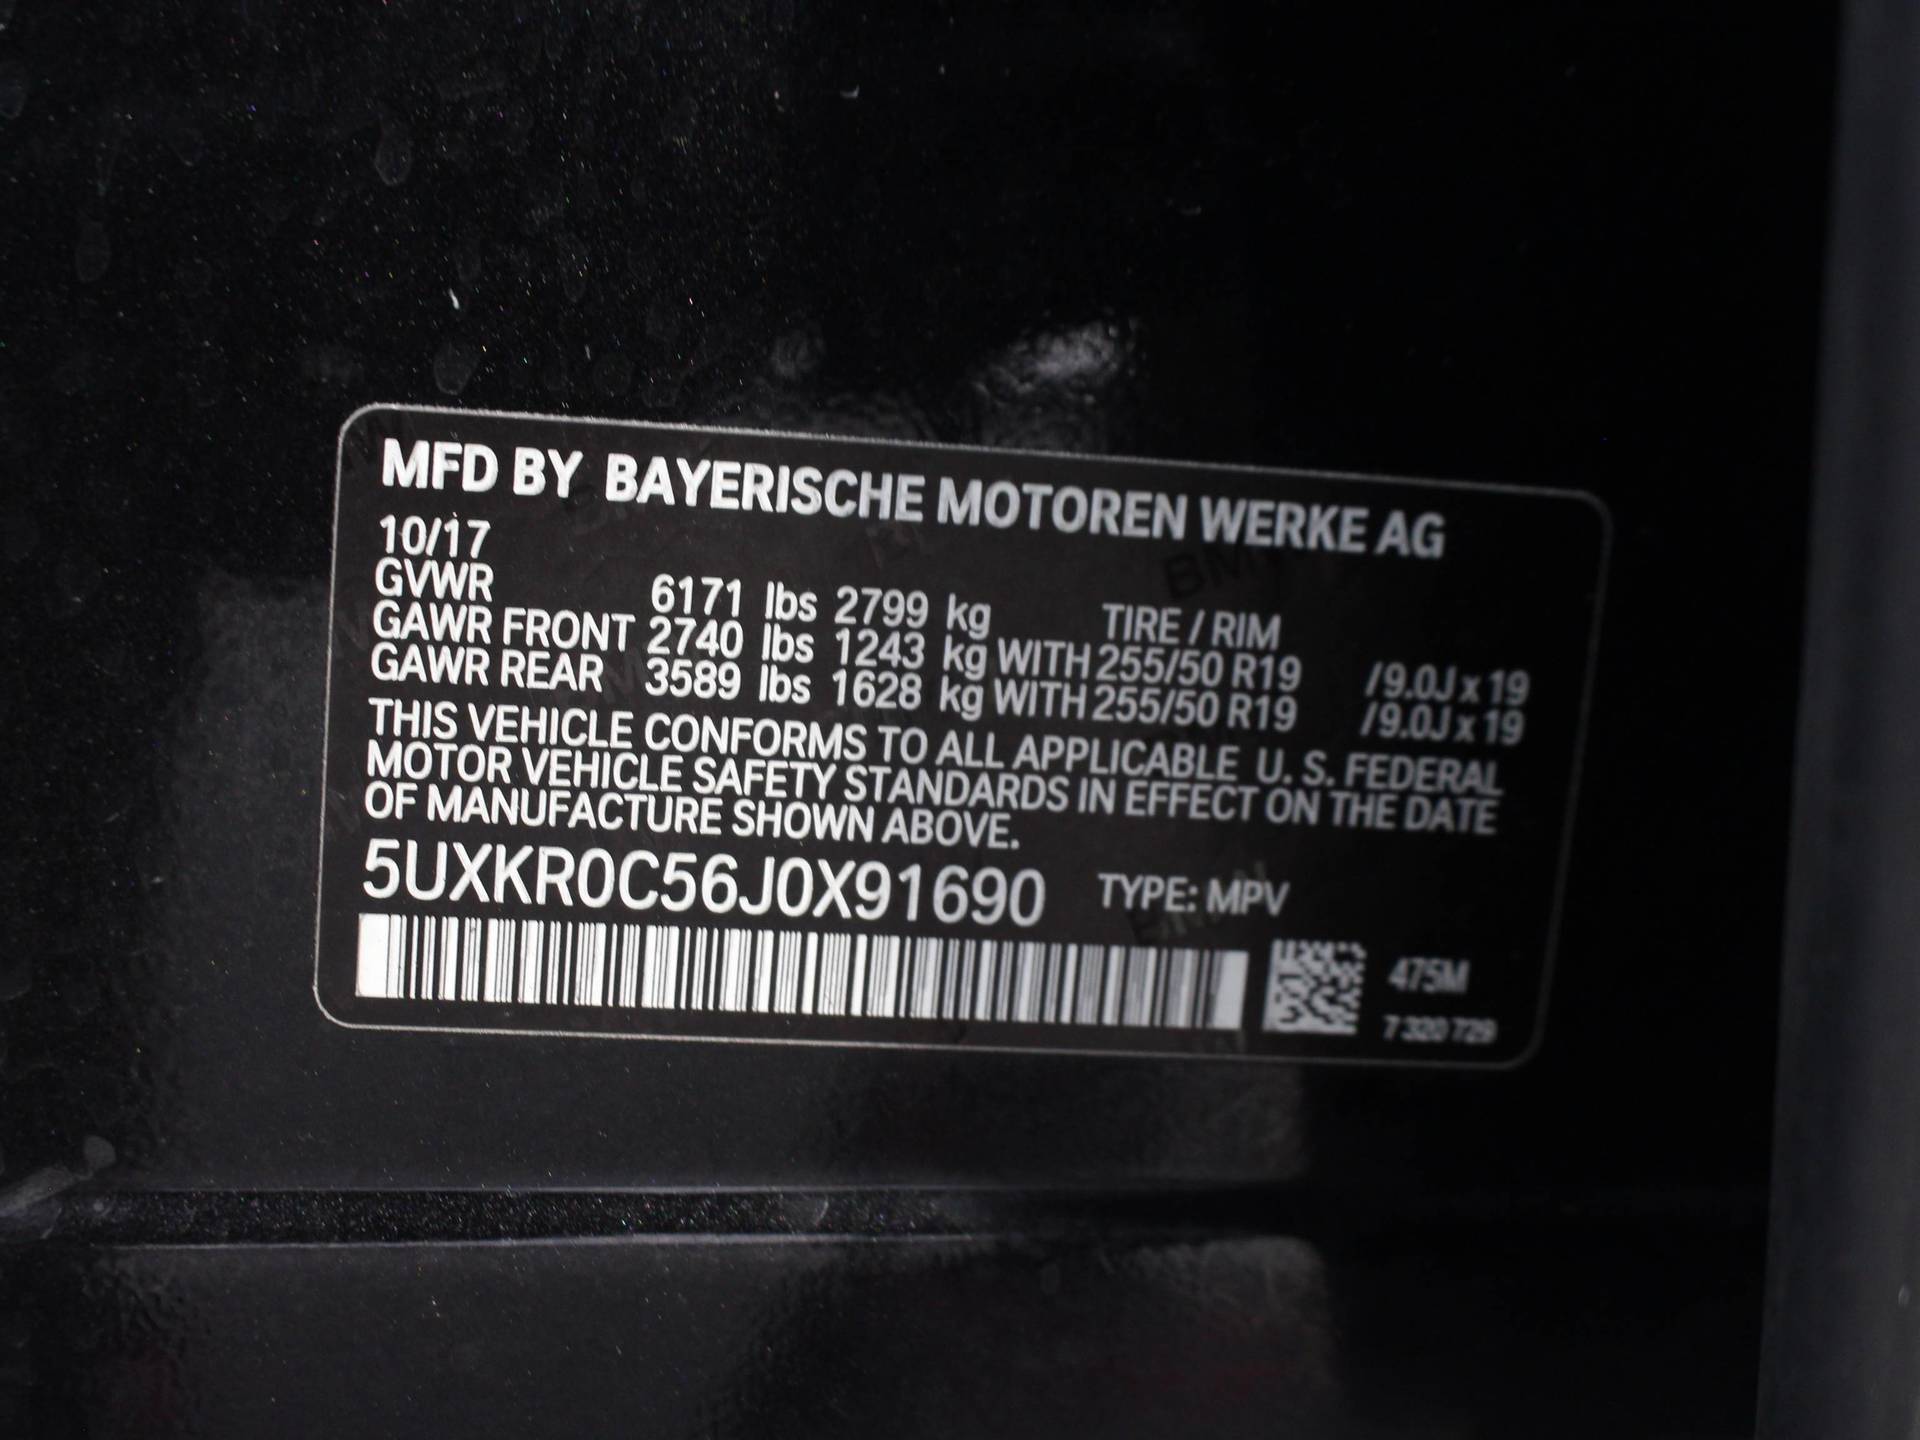 MFD BY BAYERISCHE MOTOREN WERKE AG
10/17
GVWR 6171 lbs 2799 kg TIRE / RIM
GAWR FRONT 2740 lbs 1243 kg WITH 255/50 R19 /9.0J x 19
GAWR REAR 3589 lbs 1628 kg WITH 255/50 R19 /9.0J x 19
THIS VEHICLE CONFORMS TO ALL APPLICABLE U. S. FEDERAL
MOTOR VEHICLE SAFETY STANDARDS IN EFFECT ON THE DATE
OF MANUFACTURE SHOWN ABOVE.
5UXKR0C56J0X91690 TYPE: MPV
475M
7 320 729